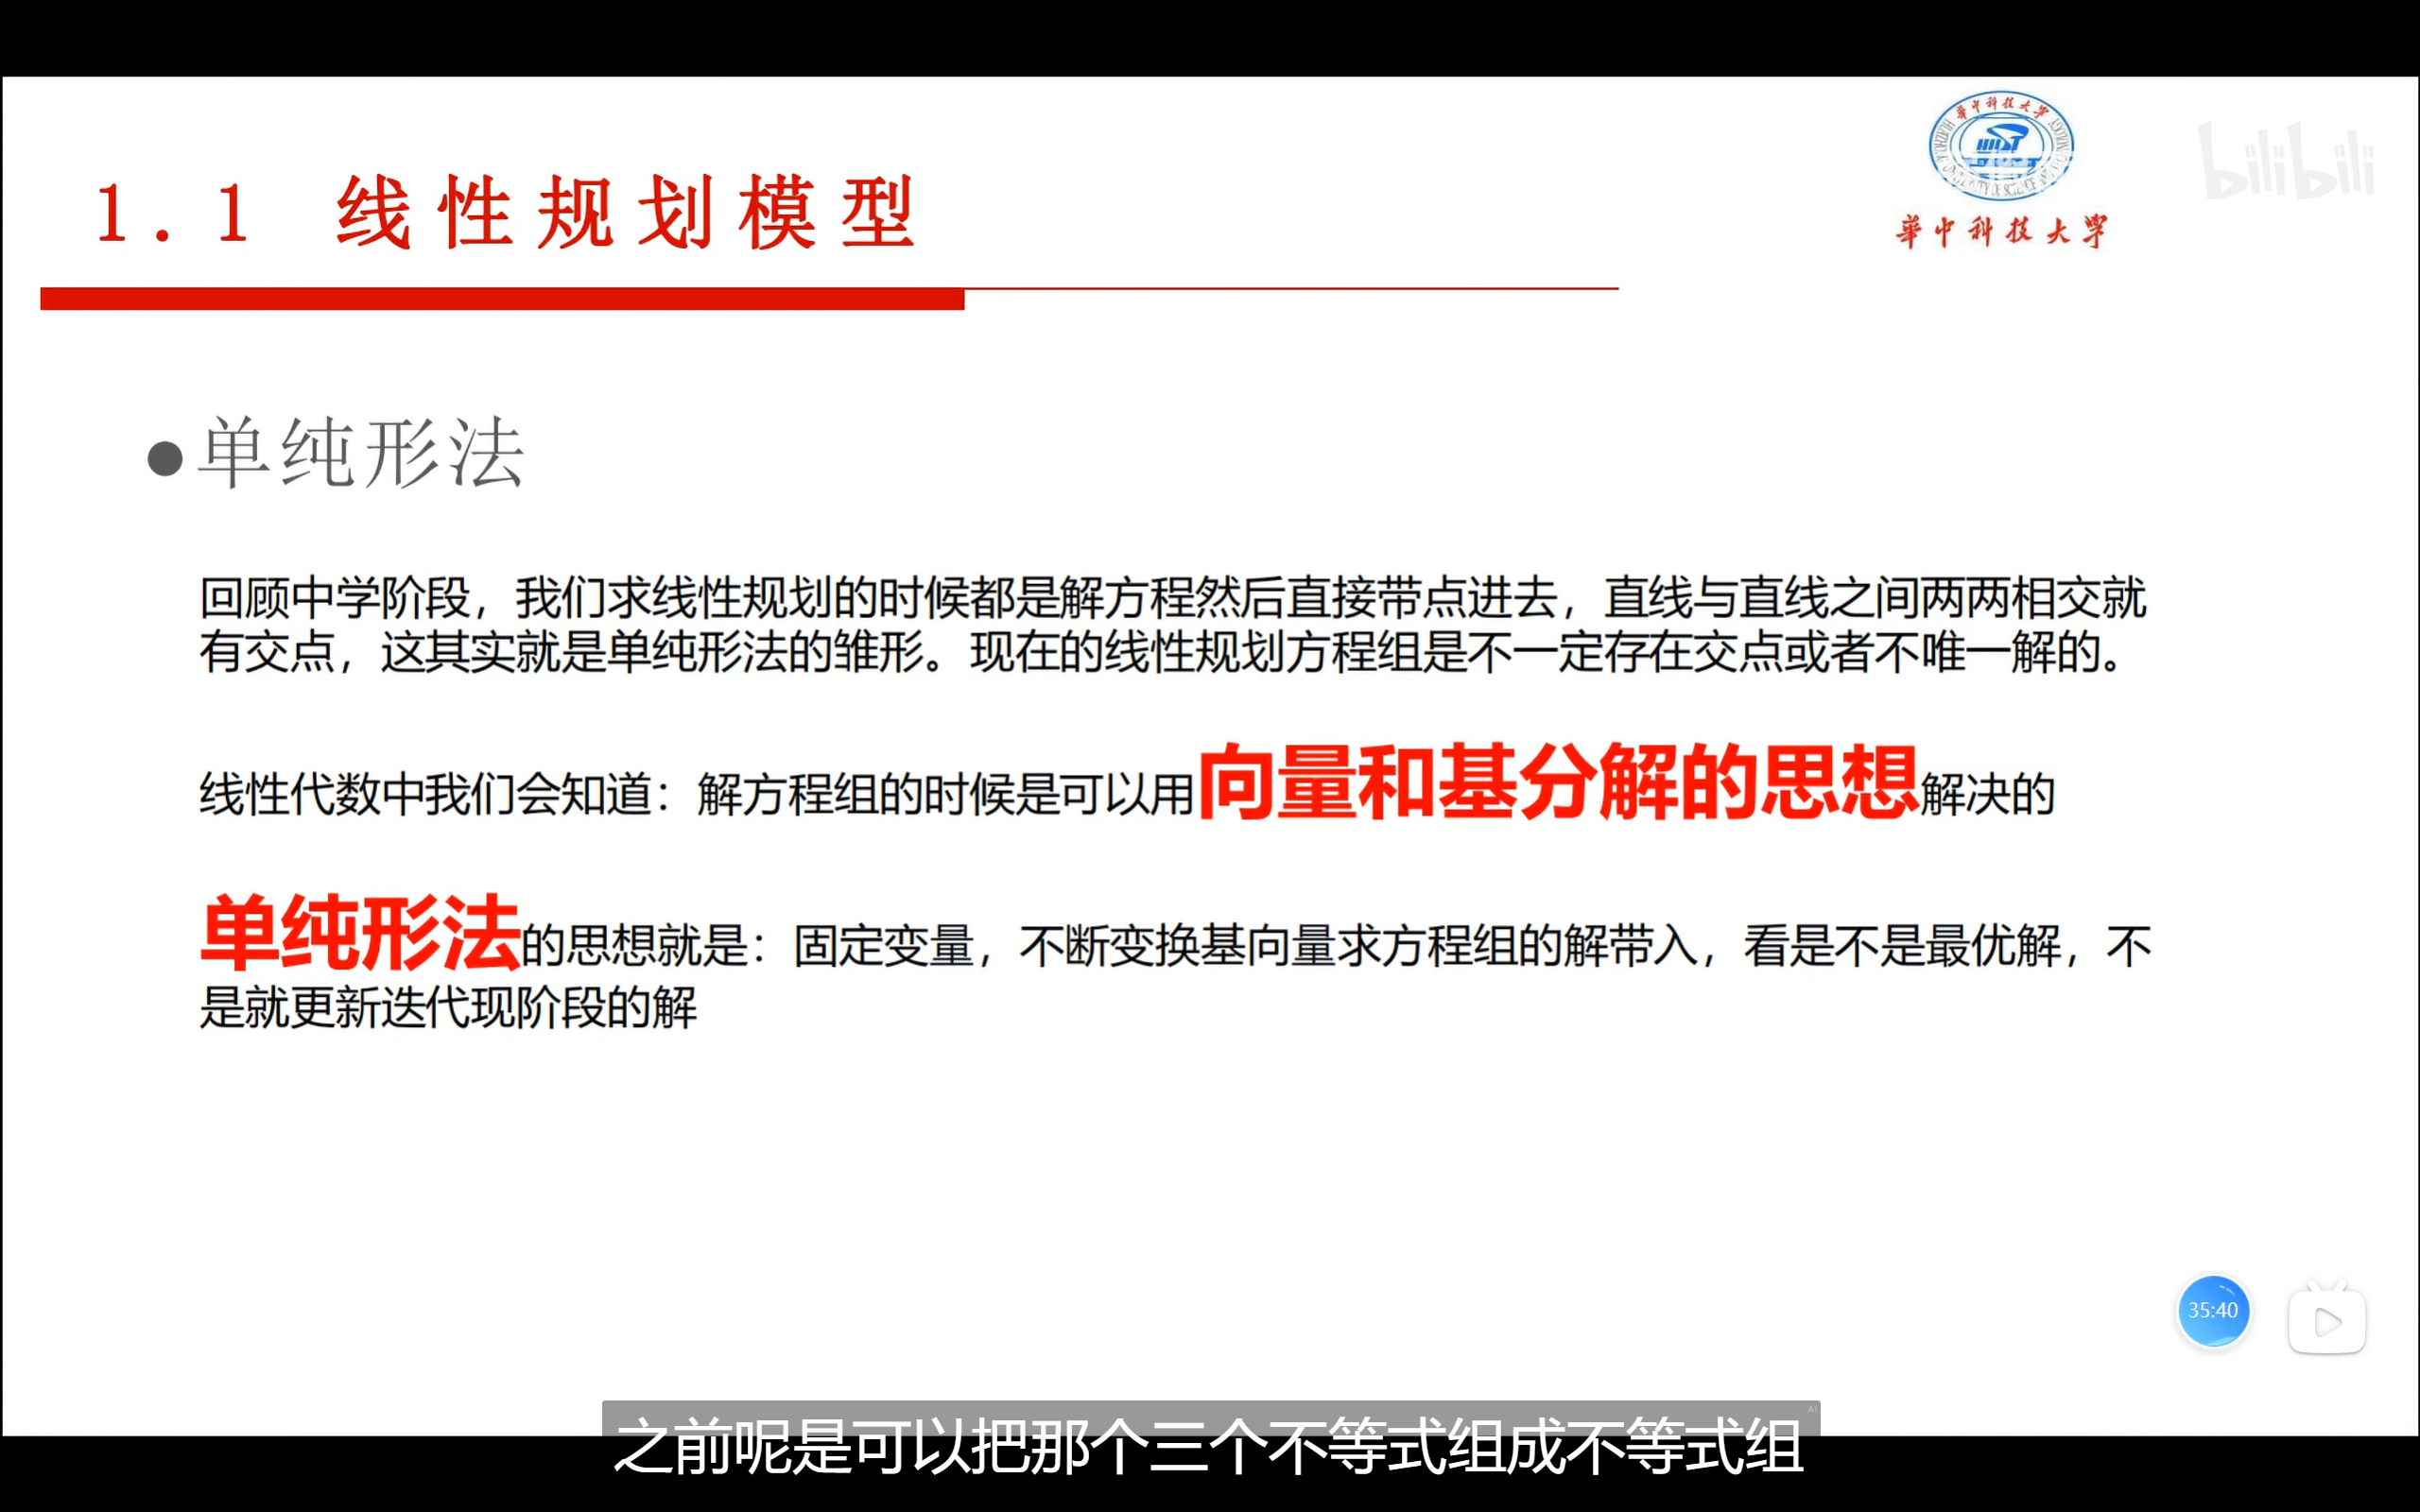 1.1 线性规划模型
華中科技大学
bilibili
●单纯形法
回顾中学阶段，我们求线性规划的时候都是解方程然后直接带点进去，直线与直线之间两两相交就
有交点，这其实就是单纯形法的雏形。现在的线性规划方程组是不一定存在交点或者不唯一解的。
线性代数中我们会知道：解方程组的时候是可以用向量和基分解的思想解决的
单纯形法的思想就是：固定变量，不断变换基向量求方程组的解带入，看是不是最优解，不
是就更新迭代现阶段的解
35:40
AI
之前呢是可以把那个三个不等式组成不等式组